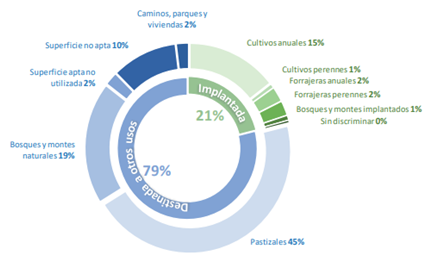 Caminos, parques y
viviendas 2%
Superficie no apta 10%
Cultivos anuales 15%
Superficie apta no
utilizada 2%
Cultivos perennes 1%
Forrajeras anuales 2%
Forrajeras perennes 2%
Bosques y montes implantados 1%
Sin discriminar 0%
Implantada
21%
Bosques y montes
naturales 19%
79%
Destinada a otros usos
Pastizales 45%